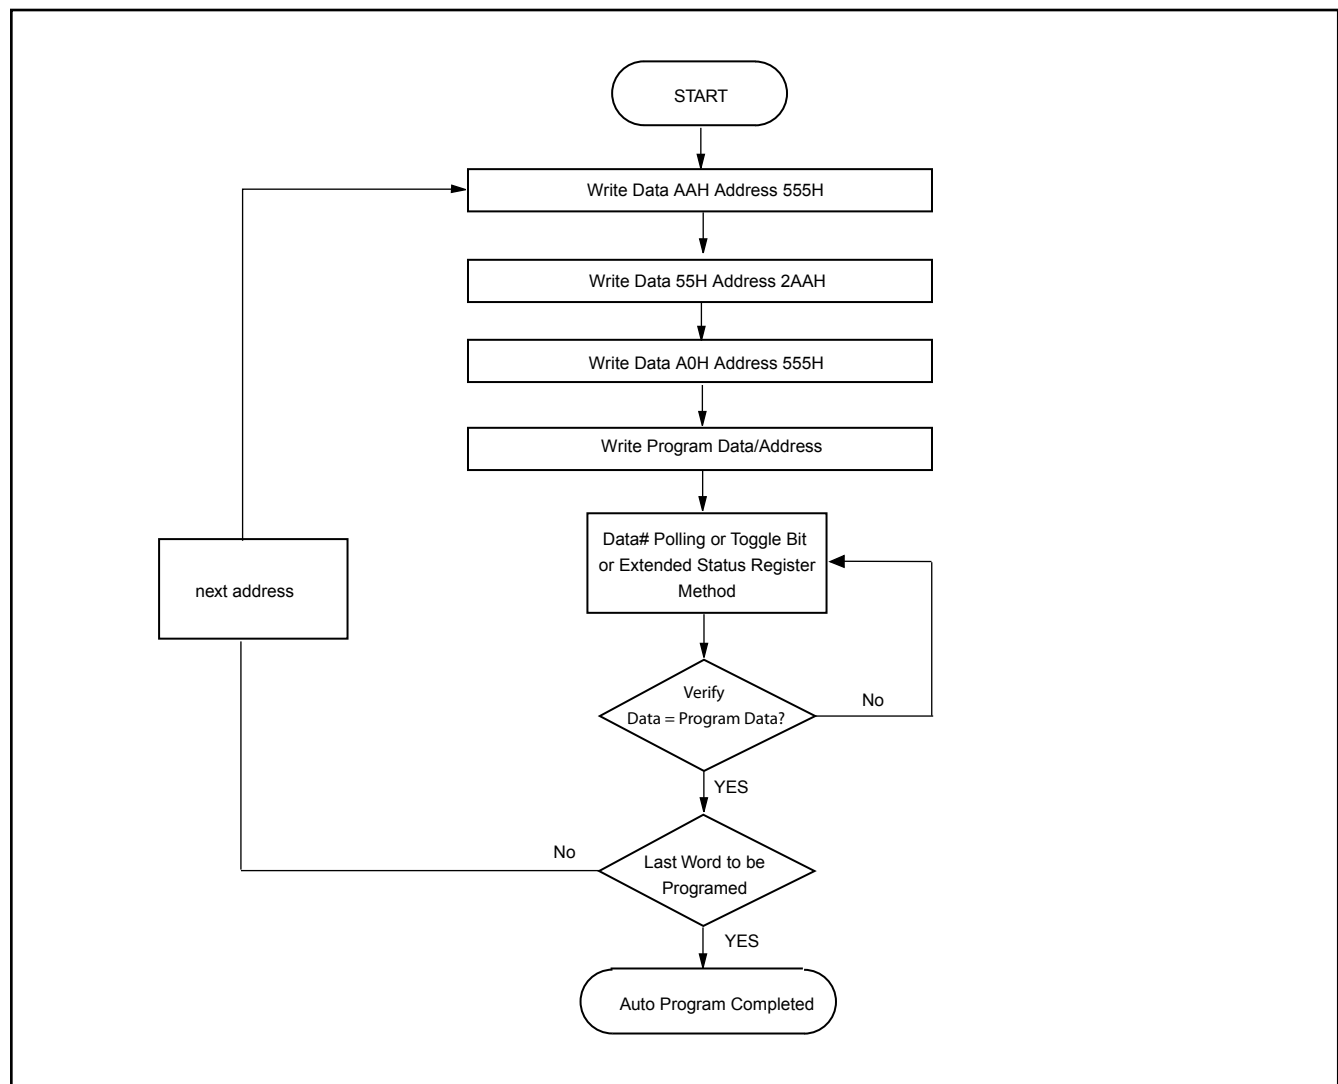 START
Write Data AAH Address 555H
Write Data 55H Address 2AAH
Write Data A0H Address 555H
Write Program Data/Address
Data# Polling or Toggle Bit
or Extended Status Register
Method
next address
Verify
Data = Program Data?
No
YES
No
Last Word to be
Programed
YES
Auto Program Completed